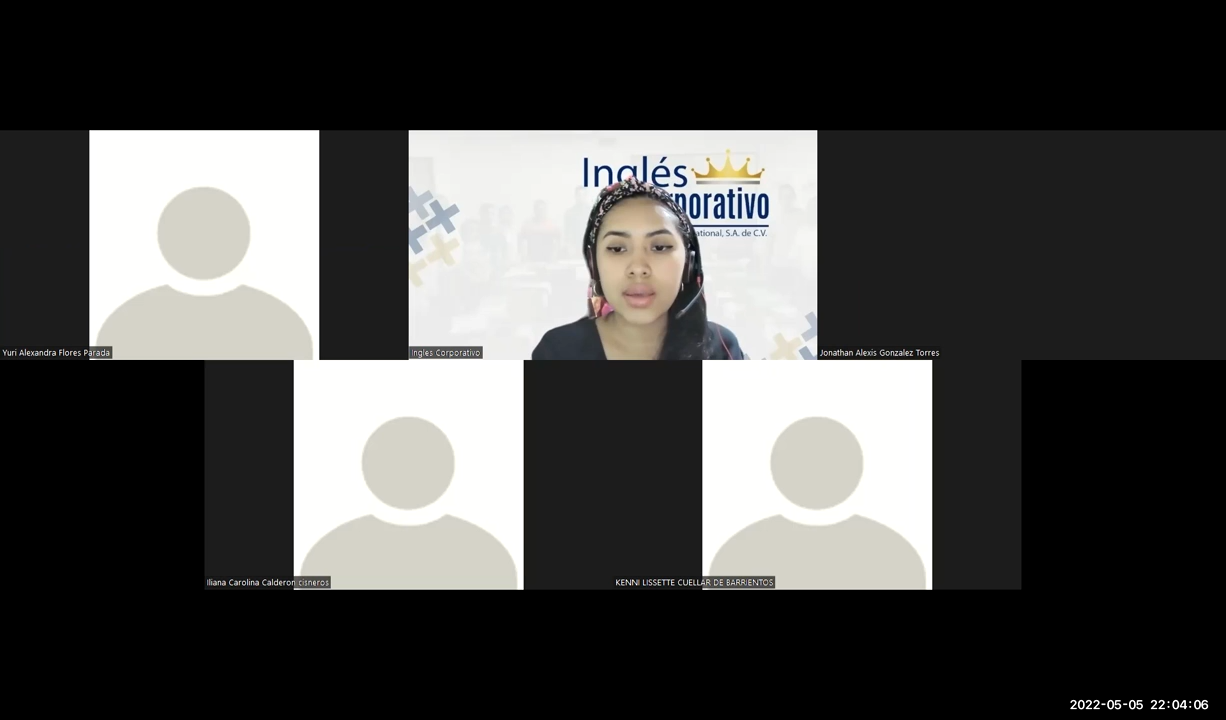 Inglés
porativo
ational, S.A. de C.V.
Yuri Alexandra Flores Parada
Ingles Corporativo
Jonathan Alexis Gonzalez Torres
Iliana Carolina Calderon cisneros
KENNI LISSETTE CUELLAR DE BARRIENTOS
2022-05-05 22:04:06